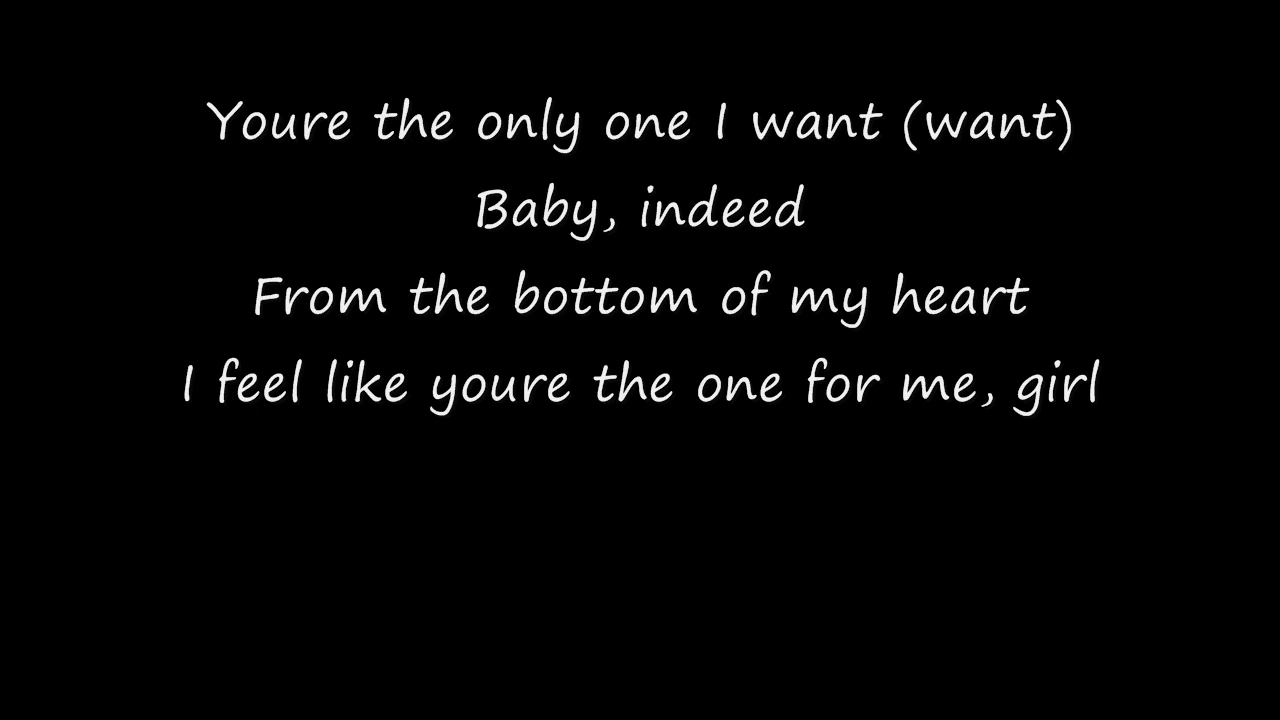 Youre the only one I want (want)
Baby, indeed
From the bottom of my heart
I feel like youre the one for me, girl